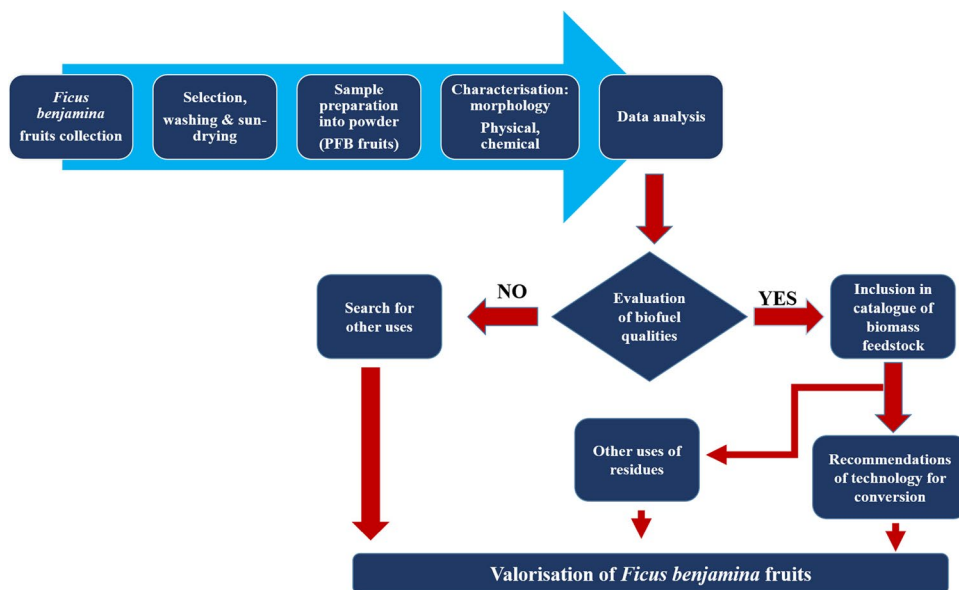 Ficus
benjamina
fruits collection
Selection,
washing & sun-
drying
Sample
preparation
into powder
(PFB fruits)
Characterisation:
morphology
Physical,
chemical
Data analysis
NO
YES
Search for
other uses
Evaluation
of biofuel
qualities
Inclusion in
catalogue of
biomass
feedstock
Other uses of
residues
Recommendations
of technology for
conversion
Valorisation of Ficus benjamina fruits